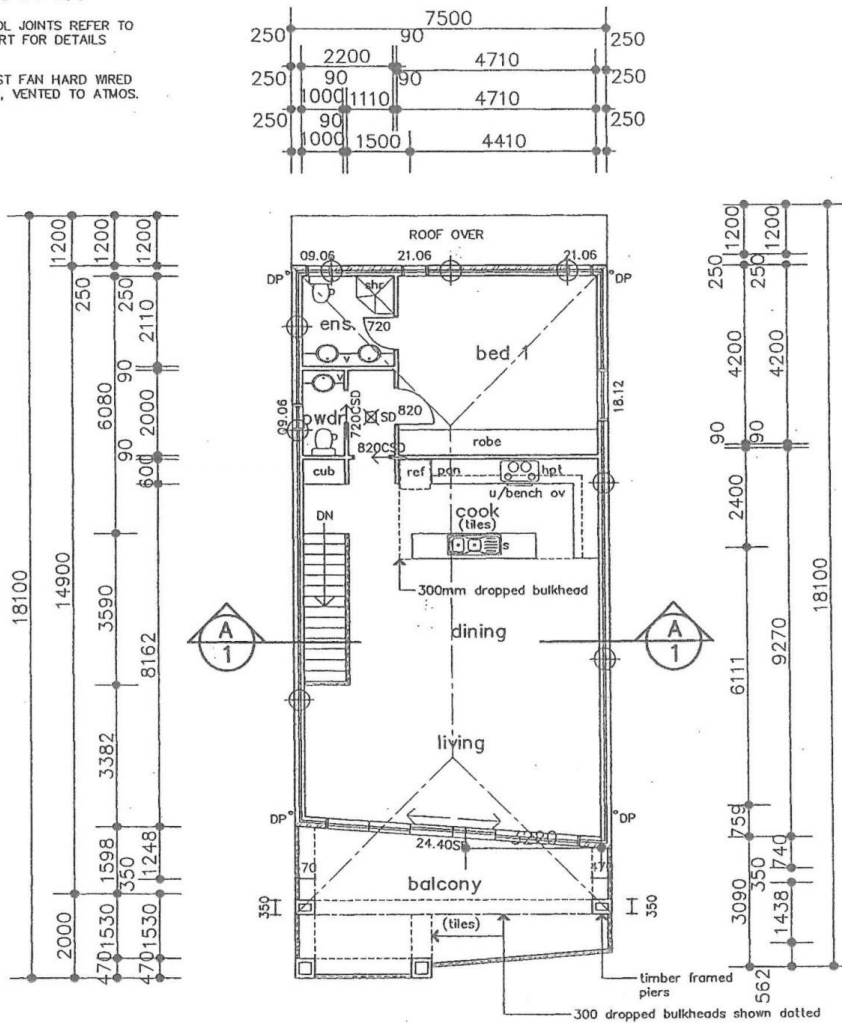 OL JOINTS REFER TO
RT FOR DETAILS
ST FAN HARD WIRED
, VENTED TO ATMOS.
7500
250 90 250
2200 4710
250 90 90 250
1000 1110 4710
250 90 250
1000 1500 4410
ROOF OVER
09.06 21.06 21.06
DP DP
shr
ens. 720
bed 1
v
v
pwdr 720CSD SD 820
09.06
18.12
820CSD
robe
cub ref pan hpt
u/bench ov
cook
(tiles)
s
DN
300mm dropped bulkhead
A
1
A
1
dining
living
DP DP
24.40SD
balcony
350 350
(tiles)
timber framed
piers
300 dropped bulkheads shown dotted
18100
1200
14900
2000
1200
250
6080
3590
3382
1598
1530
470
1200
250
2110
90
2000
90
600
8162
1248
350
1530
470
1200
250
4200
90
2400
6111
759
3090
1200
250
4200
90
9270
740
350
1438
562
18100